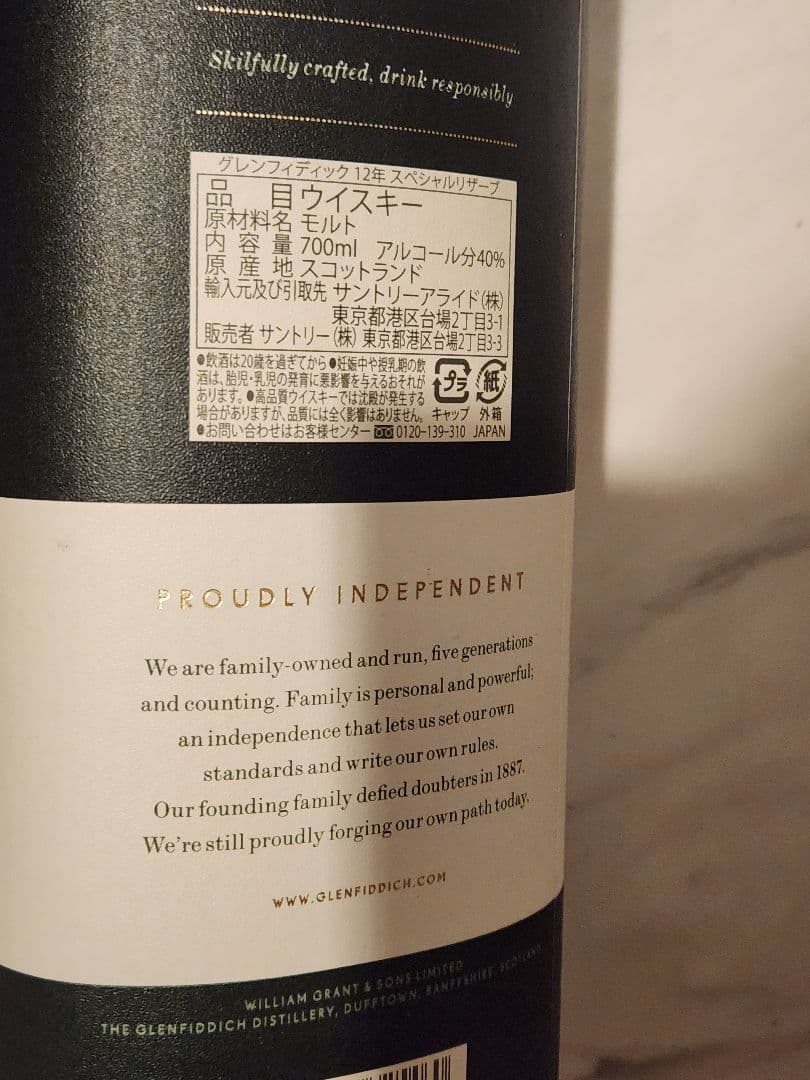 Skilfully crafted, drink responsibly
グレンフィディック 12年 スペシャルリザーブ
品 目 ウイスキー
原材料名 モルト
内容量 700ml アルコール分40%
原産地 スコットランド
輸入元及び引取先 サントリーアライド(株)
東京都港区台場2丁目3-1
販売者 サントリー(株) 東京都港区台場2丁目3-3
●飲酒は20歳を過ぎてから●妊娠中や授乳期の飲
酒は、胎児・乳児の発育に悪影響を与えるおそれが
あります。●高品質ウイスキーでは沈殿が発生する
場合がありますが、品質には全く影響はありません。
●お問い合わせはお客様センター 0120-139-310
プラ 紙
キャップ 外箱
JAPAN
PROUDLY INDEPENDENT
We are family-owned and run, five generations
and counting. Family is personal and powerful;
an independence that lets us set our own
standards and write our own rules.
Our founding family defied doubters in 1887.
We're still proudly forging our own path today.
WWW.GLENFIDDICH.COM
WILLIAM GRANT & SONS LIMITED
THE GLENFIDDICH DISTILLERY, DUFFTOWN, BANFFSHIRE, SCOTLAND